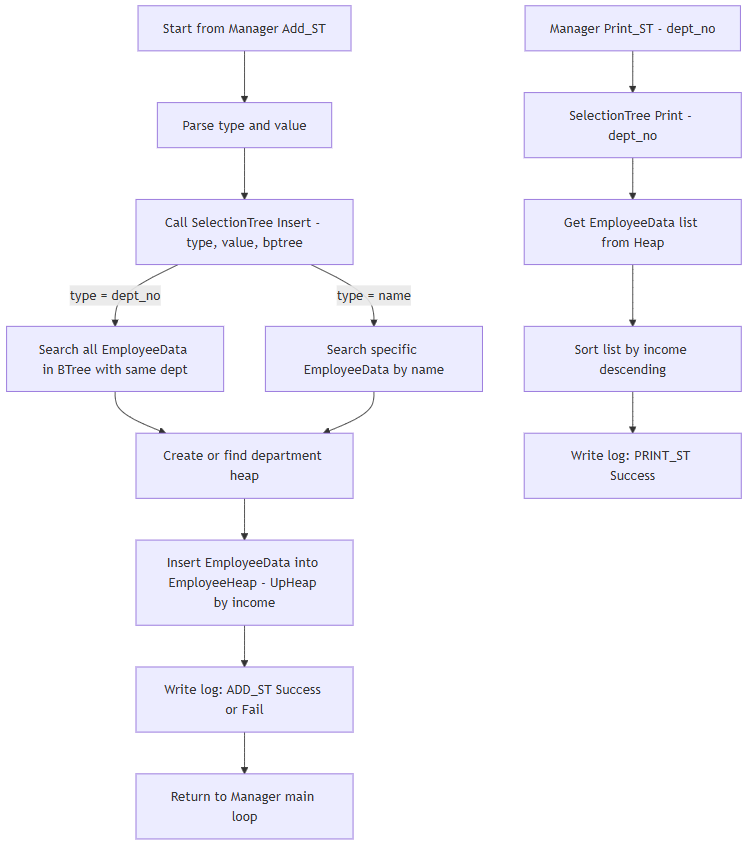 Start from Manager Add_ST
Parse type and value
Call SelectionTree Insert -
type, value, bptree
type = dept_no
type = name
Search all EmployeeData
in BTree with same dept
Search specific
EmployeeData by name
Create or find department
heap
Insert EmployeeData into
EmployeeHeap - UpHeap
by income
Write log: ADD_ST Success
or Fail
Return to Manager main
loop
Manager Print_ST - dept_no
SelectionTree Print -
dept_no
Get EmployeeData list
from Heap
Sort list by income
descending
Write log: PRINT_ST
Success